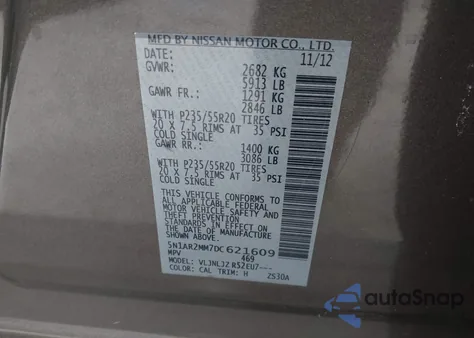 MFD BY NISSAN MOTOR CO., LTD.
DATE: 11/12
GVWR: 2682 KG
5913 LB
GAWR FR.: 1291 KG
2846 LB
WITH P235/55R20 TIRES
20 X 7.5 RIMS AT 35 PSI
COLD SINGLE
GAWR RR.: 1400 KG
3086 LB
WITH P235/55R20 TIRES
20 X 7.5 RIMS AT 35 PSI
COLD SINGLE
THIS VEHICLE CONFORMS TO
ALL APPLICABLE FEDERAL
MOTOR VEHICLE SAFETY AND
THEFT PREVENTION
STANDARDS IN EFFECT ON
THE DATE OF MANUFACTURE
SHOWN ABOVE.
5N1AR2MM7DC621609
MPV 469
MODEL: VLJNLJZ R52EU7---
COLOR: CAL TRIM: H ZS30A
autoSnap